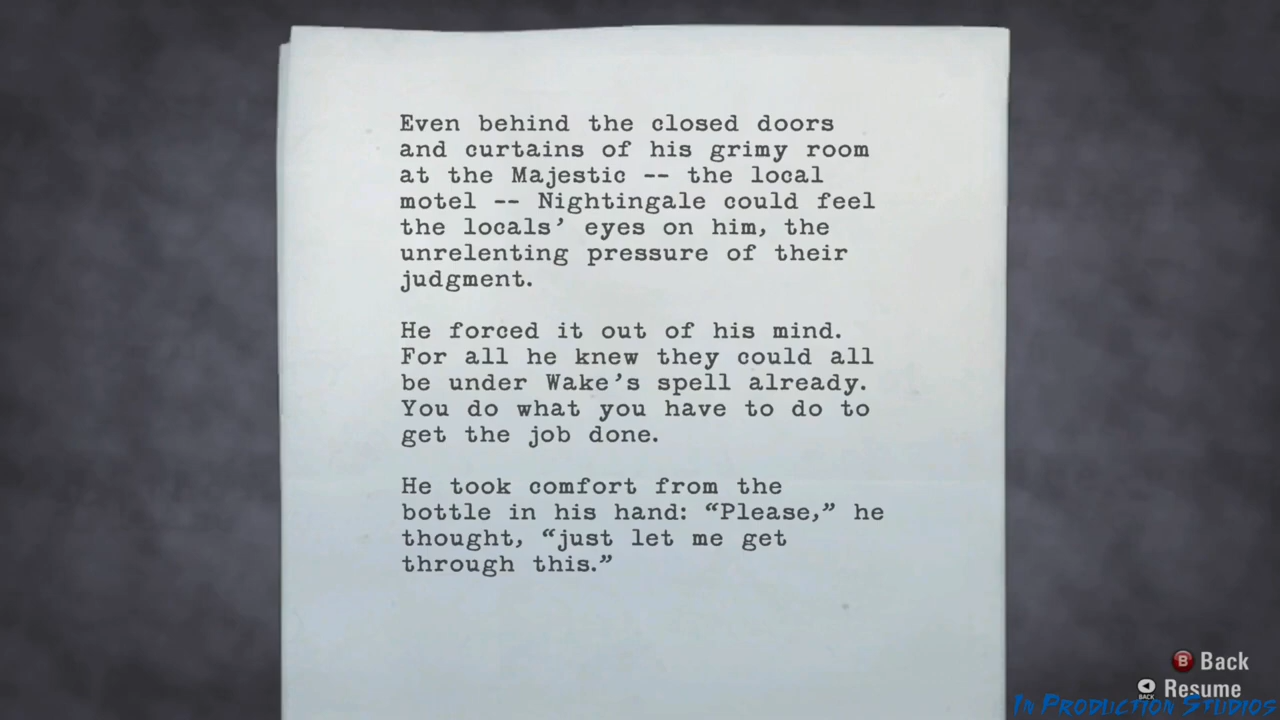 Even behind the closed doors
and curtains of his grimy room
at the Majestic -- the local
motel -- Nightingale could feel
the locals’ eyes on him, the
unrelenting pressure of their
judgment.
He forced it out of his mind.
For all he knew they could all
be under Wake’s spell already.
You do what you have to do to
get the job done.
He took comfort from the
bottle in his hand: “Please,” he
thought, “just let me get
through this.”
B Back
BACK Resume
In Production Studios